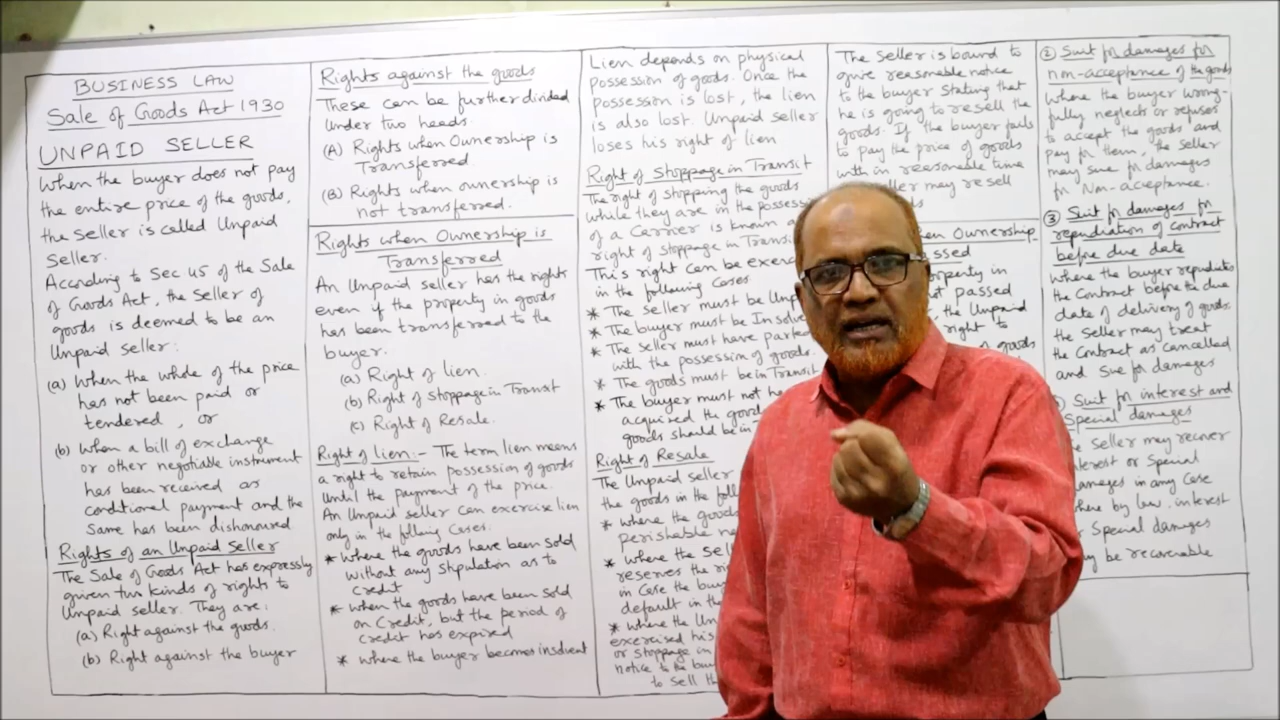 BUSINESS LAW
Sale of Goods Act 1930
UNPAID SELLER
When the buyer does not pay
the entire price of the goods,
the seller is called Unpaid
Seller.
According to Sec 45 of the Sale
of Goods Act, the Seller of
goods is deemed to be an
Unpaid seller:
(a) When the whole of the price
has not been paid or
tendered, or
(b) When a bill of exchange
or other negotiable instrument
has been received as
conditional payment and the
Same has been dishonoured
Rights of an Unpaid Seller
The Sale of Goods Act has expressly
given two kinds of rights to
Unpaid seller. They are:
(a) Right against the goods.
(b) Right against the buyer
Rights against the goods
These can be further divided
under two heads.
(A) Rights when Ownership is
Transferred
(B) Rights when ownership is
not transferred.
Rights when Ownership is
Transferred
An Unpaid seller has the rights
even if the property in goods
has been transferred to the
buyer.
(a) Right of lien.
(b) Right of stoppage in Transit
(c) Right of Resale.
Right of lien:- The term lien means
a right to retain possession of goods
Until the payment of the price.
An Unpaid seller can exercise lien
only in the following Cases.
* where the goods have been sold
without any stipulation as to
credit
* when the goods have been sold
on Credit, but the period of
Credit has expired
* where the buyer becomes insolvent
Lien depends on physical
possession of goods. Once the
possession is lost, the lien
is also lost. Unpaid seller
loses his right of lien
Right of Stoppage in Transit
The right of stopping the goods
while they are in the
of a Carrier is known
right of stoppage in
This right can be
in the following Cases
* The seller must be
* The buyer must be
* The seller must have
with the possession of goods.
* The goods must be in
* The buyer must not
acquired the
goods should be in
Right of Resale
The Unpaid seller
the goods in the
* where the goods
perishable
* where the
reserves the
in Case the
default in the
* where the
exercised his
or stoppage in
notice to the
to sell
The seller is bound to
give reasonable notice
to the buyer stating that
he is going to resell the
goods. If the buyer fails
to pay the price of goods
with in reasonable time
may resell
Ownership
in
passed
the Unpaid
right to
of goods
② Suit for damages for
non-acceptance of the goods
where the buyer wrong-
fully neglects or refuses
to accept the goods and
pay for them, the Seller
may sue for damages
for Non-acceptance.
③ Suit for damages for
repudiation of contract
before due date
where the buyer repudiates
the Contract before the due
date of delivery of goods.
the Seller may treat
the Contract as cancelled
and Sue for damages
Suit for interest and
Special damages
seller may recover
or Special
in any Case
by law. interest
Special damages
be recoverable